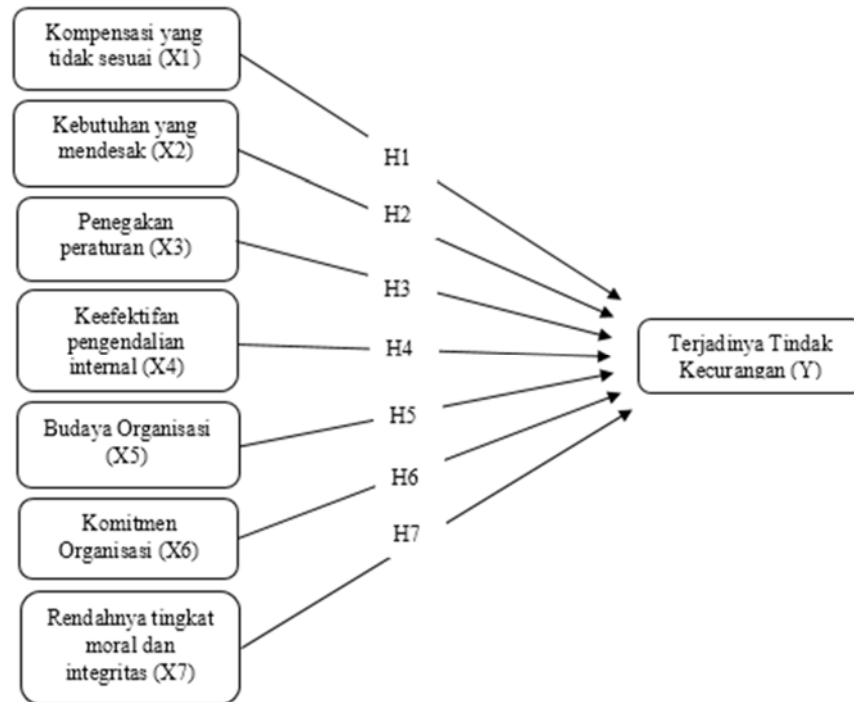 Kompensasi yang
tidak sesuai (X1)
Kebutuhan yang
mendesak (X2)
Penegakan
peraturan (X3)
Keefektifan
pengendalian
internal (X4)
Budaya Organisasi
(X5)
Komitmen
Organisasi (X6)
Rendahnya tingkat
moral dan
integritas (X7)
H1
H2
H3
H4
H5
H6
H7
Terjadinya Tindak
Kecurangan (Y)